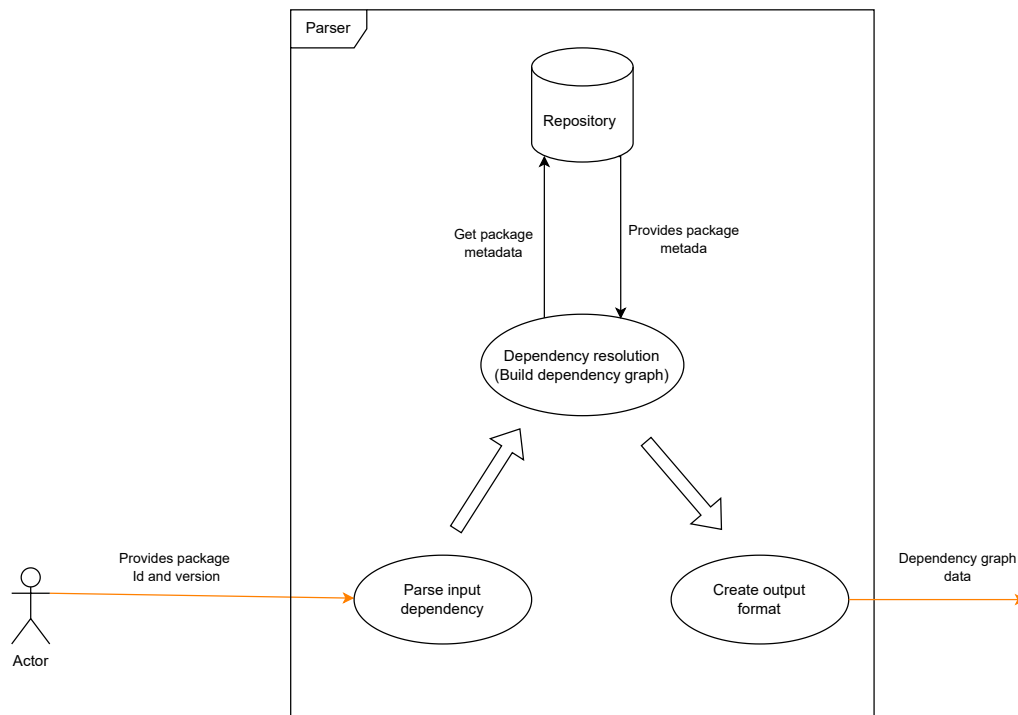 Parser
Repository
Get package
metadata
Provides package
metada
Dependency resolution
(Build dependency graph)
Provides package
Id and version
Parse input
dependency
Create output
format
Dependency graph
data
Actor